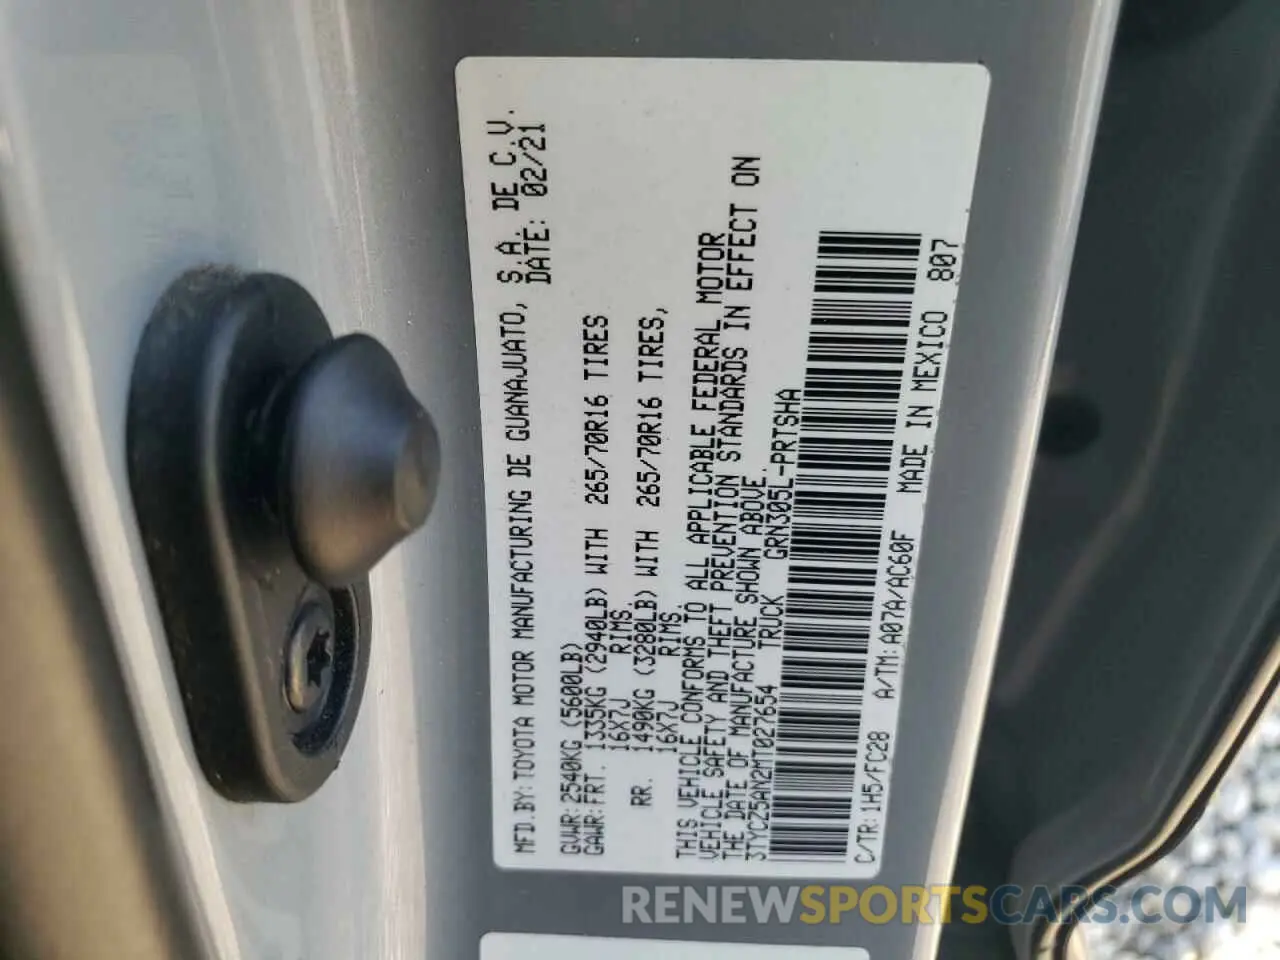 MFD.BY: TOYOTA MOTOR MANUFACTURING DE GUANAJUATO, S.A. DE C.V.
DATE: 02/21
GVWR: 2540KG (5600LB)
GAWR: FRT. 1335KG (2940LB) WITH 265/70R16 TIRES
16X7J RIMS.
RR. 1490KG (3280LB) WITH 265/70R16 TIRES,
16X7J RIMS.
THIS VEHICLE CONFORMS TO ALL APPLICABLE FEDERAL MOTOR
VEHICLE SAFETY AND THEFT PREVENTION STANDARDS IN EFFECT ON
THE DATE OF MANUFACTURE SHOWN ABOVE.
3TYCZ5AN2MT027654 TRUCK GRN305L-PRTSHA
C/TR: 1H5/FC28 A/TM: A07A/AC60F MADE IN MEXICO 807
RENEWSPORTSCARS.COM